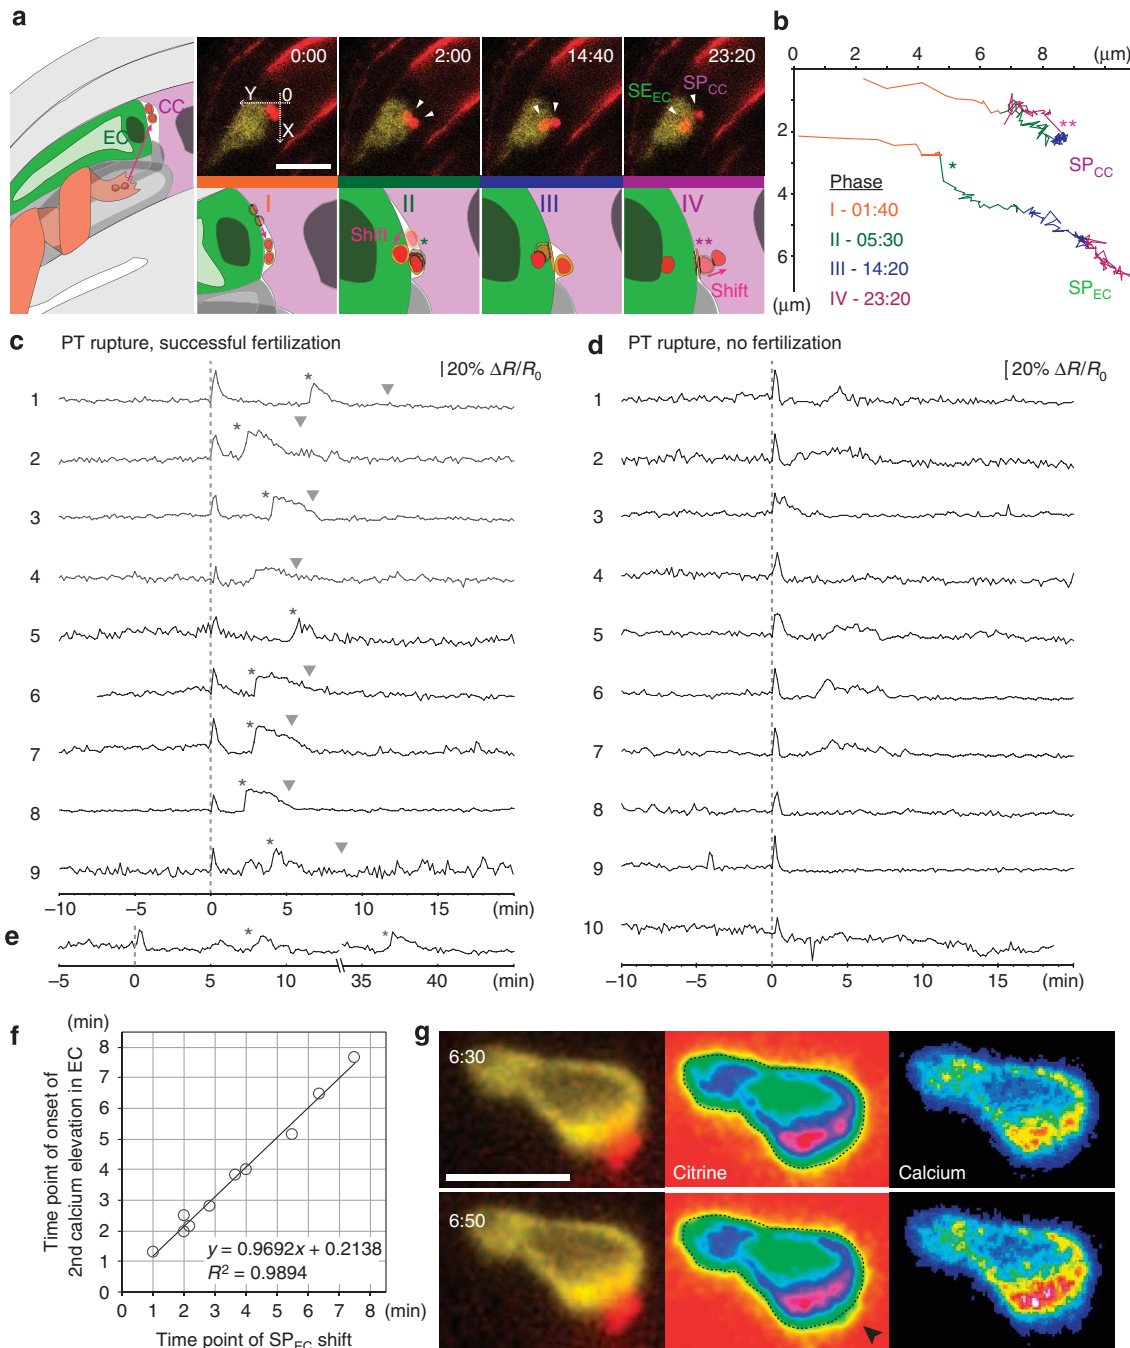 a
0:00
2:00
14:40
23:20
CC
EC
Y
0
X
SE_EC
SP_CC
I
II
III
IV
Shift
*
**
Shift
b
0 2 4 6 8 (μm)
2
4
6
(μm)
**
SP_CC
*
SP_EC
Phase
I - 01:40
II - 05:30
III - 14:20
IV - 23:20
c PT rupture, successful fertilization
20% ΔR/R0
1 *
2 *
3 *
4 *
5 *
6 *
7 *
8 *
9 *
−10 −5 0 5 10 15 (min)
d PT rupture, no fertilization
20% ΔR/R0
1
2
3
4
5
6
7
8
9
10
−10 −5 0 5 10 15 (min)
e * *
−5 0 5 10 35 40 (min)
f
(min)
8
7
6
5
4
3
2
1
0
Time point of onset of
2nd calcium elevation in EC
y = 0.9692x + 0.2138
R² = 0.9894
0 1 2 3 4 5 6 7 8 (min)
Time point of SP_EC shift
g
6:30
Citrine
Calcium
6:50